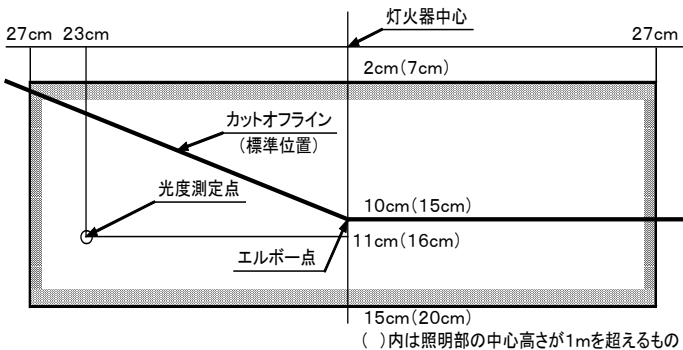 灯火器中心
27cm 23cm 27cm
2cm(7cm)
カットオフライン
(標準位置)
光度測定点
10cm(15cm)
11cm(16cm)
エルボー点
15cm(20cm)
( )内は照明部の中心高さが1mを超えるもの